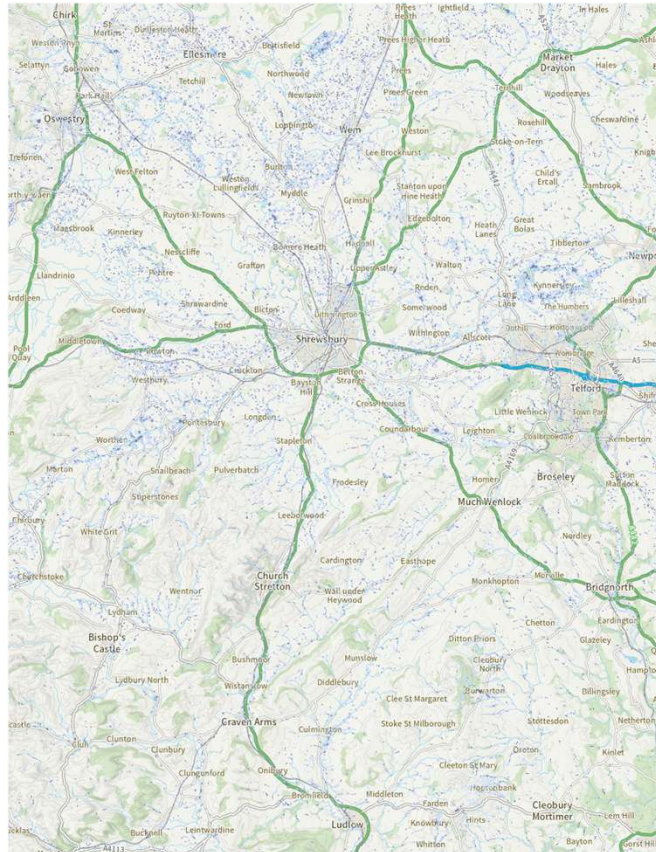 Chirk
St
Martins
Dudleston Heath
Prees
Heath
Ightfield
A529
In Hales
Weston Rhyn
Ellesmere
Bettisfield
Prees Higher Heath
Selattyn
Gobowen
Tetchill
Northwood
Prees
Market
Drayton
Hales
Park Hall
Newtown
Prees Green
Ternhill
Woodseaves
Oswestry
Loppington
Wem
Weston
Rosehill
Cheswardine
Trefonen
Burlton
Lee Brockhurst
Stoke-on-Tern
West Felton
Weston
Lullingfields
Myddle
Stanton upon
Hine Heath
Child's
Ercall
Sambrook
Ruyton-XI-Towns
Grinshill
Edgebolton
Maesbrook
Kinnerley
Heath
Lanes
Great
Bolas
Nesscliffe
Bomere Heath
Hadnall
Tibberton
Llandrinio
Pentre
Grafton
Upper Astley
Walton
Kynnersley
Arddleen
Coedway
Shrawardine
Bicton
Roden
Long
Lane
The Humbers
Lilleshall
Pool
Quay
Middletown
Ford
Shrewsbury
Withington
Allscott
Wombridge
A5
Westbury
Cruckton
Bayston
Hill
Betton
Strange
Telford
Cross Houses
Little Wenlock
Town Park
Pontesbury
Longden
Coundarbour
Leighton
Coalbrookdale
Kemberton
Worthen
Stapleton
A4169
Snailbeach
Pulverbatch
Frodesley
Homer
Broseley
Sutton
Maddock
Stiperstones
Much Wenlock
White Grit
Leebotwood
Nordley
Churchstoke
Cardington
Easthope
Church
Stretton
Monkhopton
Morville
Wentnor
Wall under
Heywood
Bridgnorth
Lydham
Chetton
Eardington
Bishop's
Castle
Ditton Priors
Glazeley
Bushmoor
Munslow
Cleobury
North
Lydbury North
Wistanstow
Diddlebury
Burwarton
Billingsley
Clee St Margaret
Craven Arms
Stoke St Milborough
Stottesdon
Netherton
Clunton
Culmington
Clun
Clunbury
Oreton
Kinlet
Clungunford
Onibury
Cleeton St Mary
Hopton­bank
Bromfield
Middleton
Farden
Cleobury
Mortimer
Bucknell
Leintwardine
Ludlow
Knowbury
Hints
Lem Hill
A4113
Whitton
Bayton
Gorst Hill